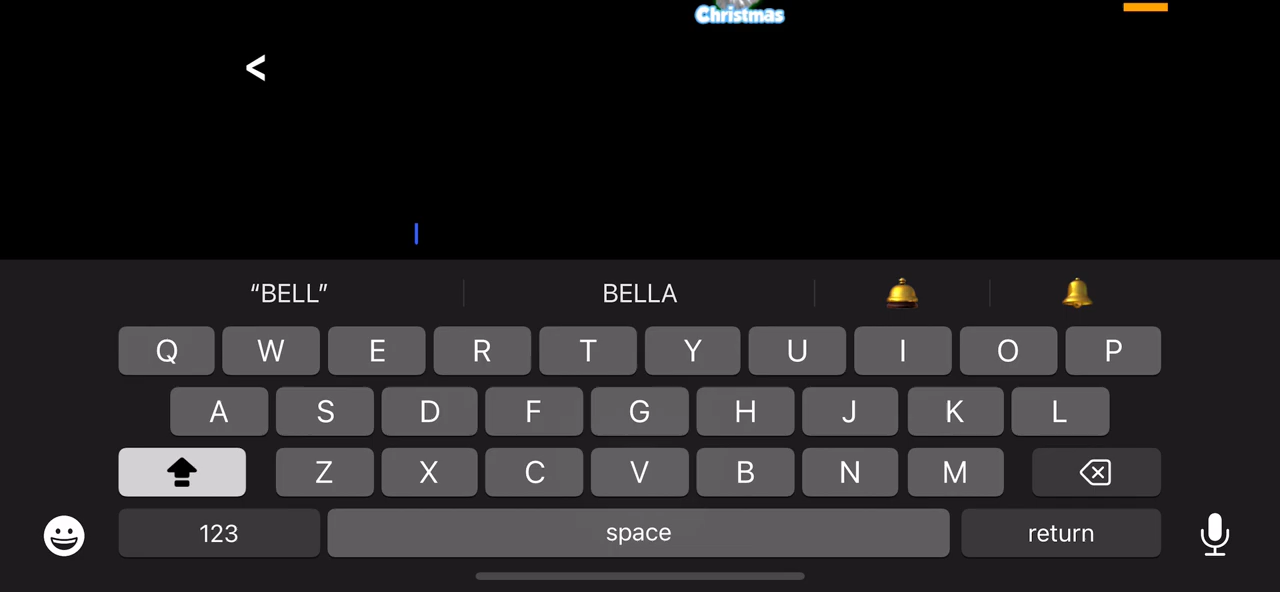 Christmas
<
“BELL”
BELLA
Q W E R T Y U I O P
A S D F G H J K L
Z X C V B N M
123
space
return